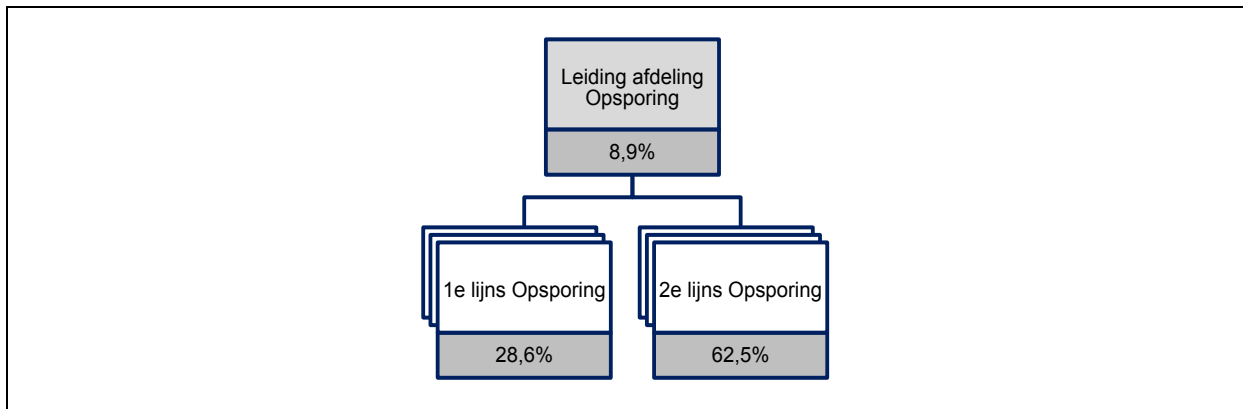 Leiding afdeling
Opsporing
8,9%
1e lijns Opsporing
28,6%
2e lijns Opsporing
62,5%